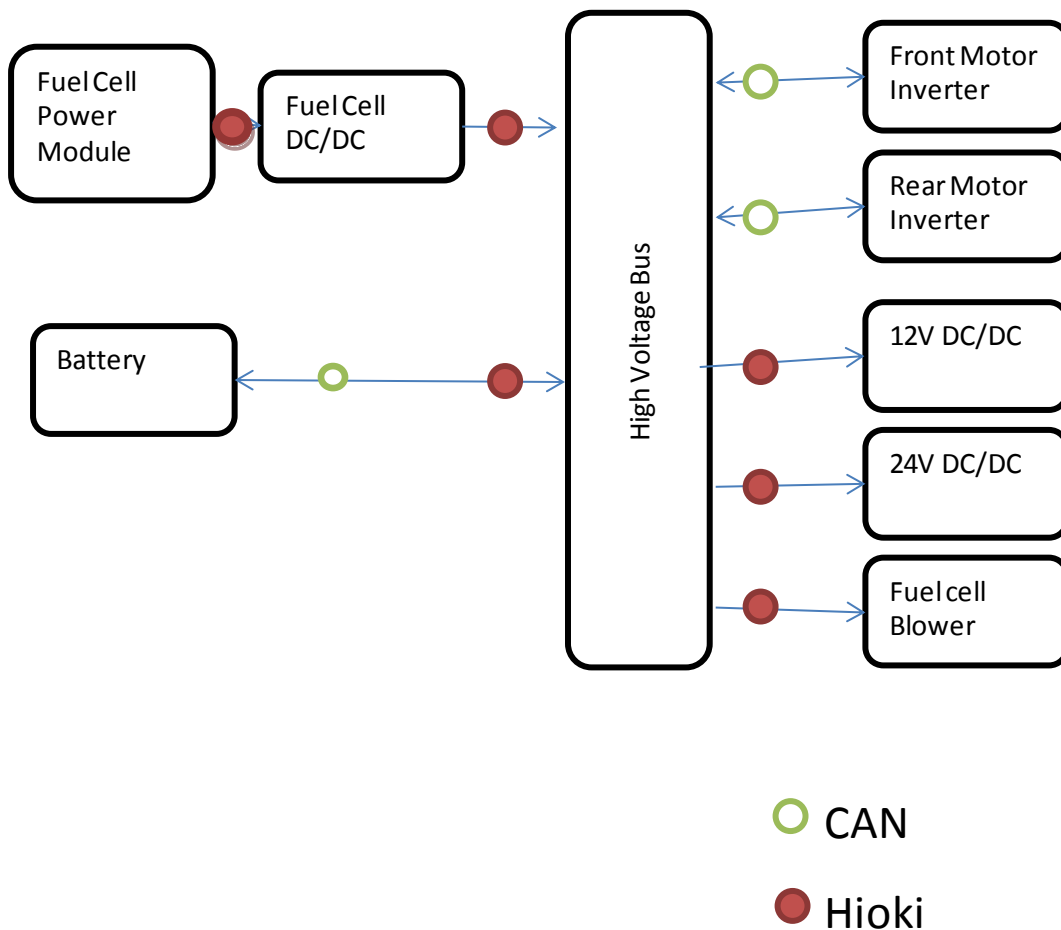 Fuel Cell
Power
Module
Fuel Cell
DC/DC
Battery
High Voltage Bus
Front Motor
Inverter
Rear Motor
Inverter
12V DC/DC
24V DC/DC
Fuel cell
Blower
CAN
Hioki